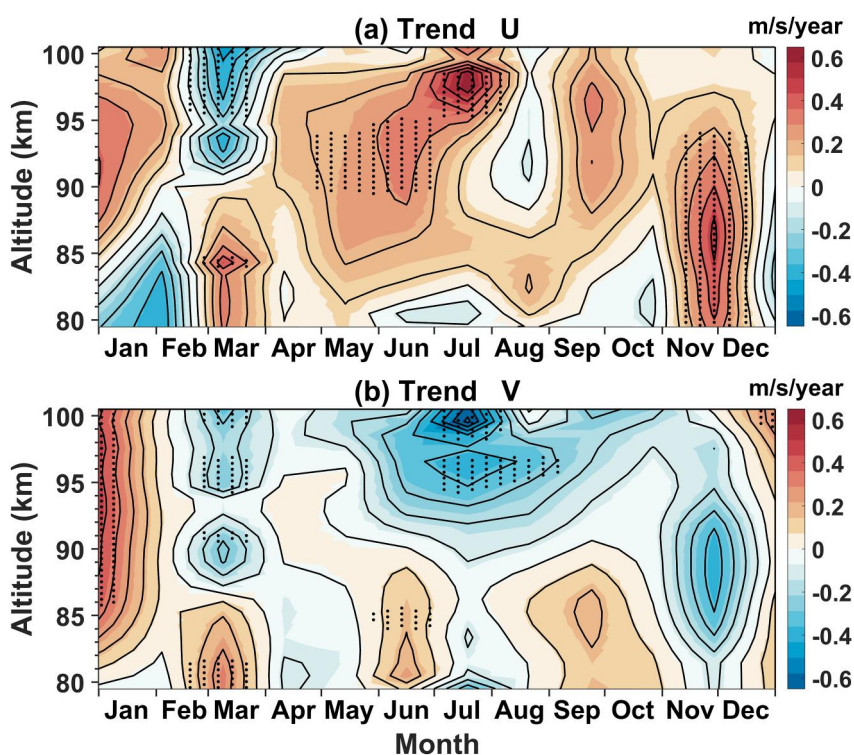 (a) Trend U
m/s/year
100
95
90
85
80
Altitude (km)
0.6
0.4
0.2
0
-0.2
-0.4
-0.6
Jan Feb Mar Apr May Jun Jul Aug Sep Oct Nov Dec
(b) Trend V
m/s/year
100
95
90
85
80
Altitude (km)
0.6
0.4
0.2
0
-0.2
-0.4
-0.6
Jan Feb Mar Apr May Jun Jul Aug Sep Oct Nov Dec
Month